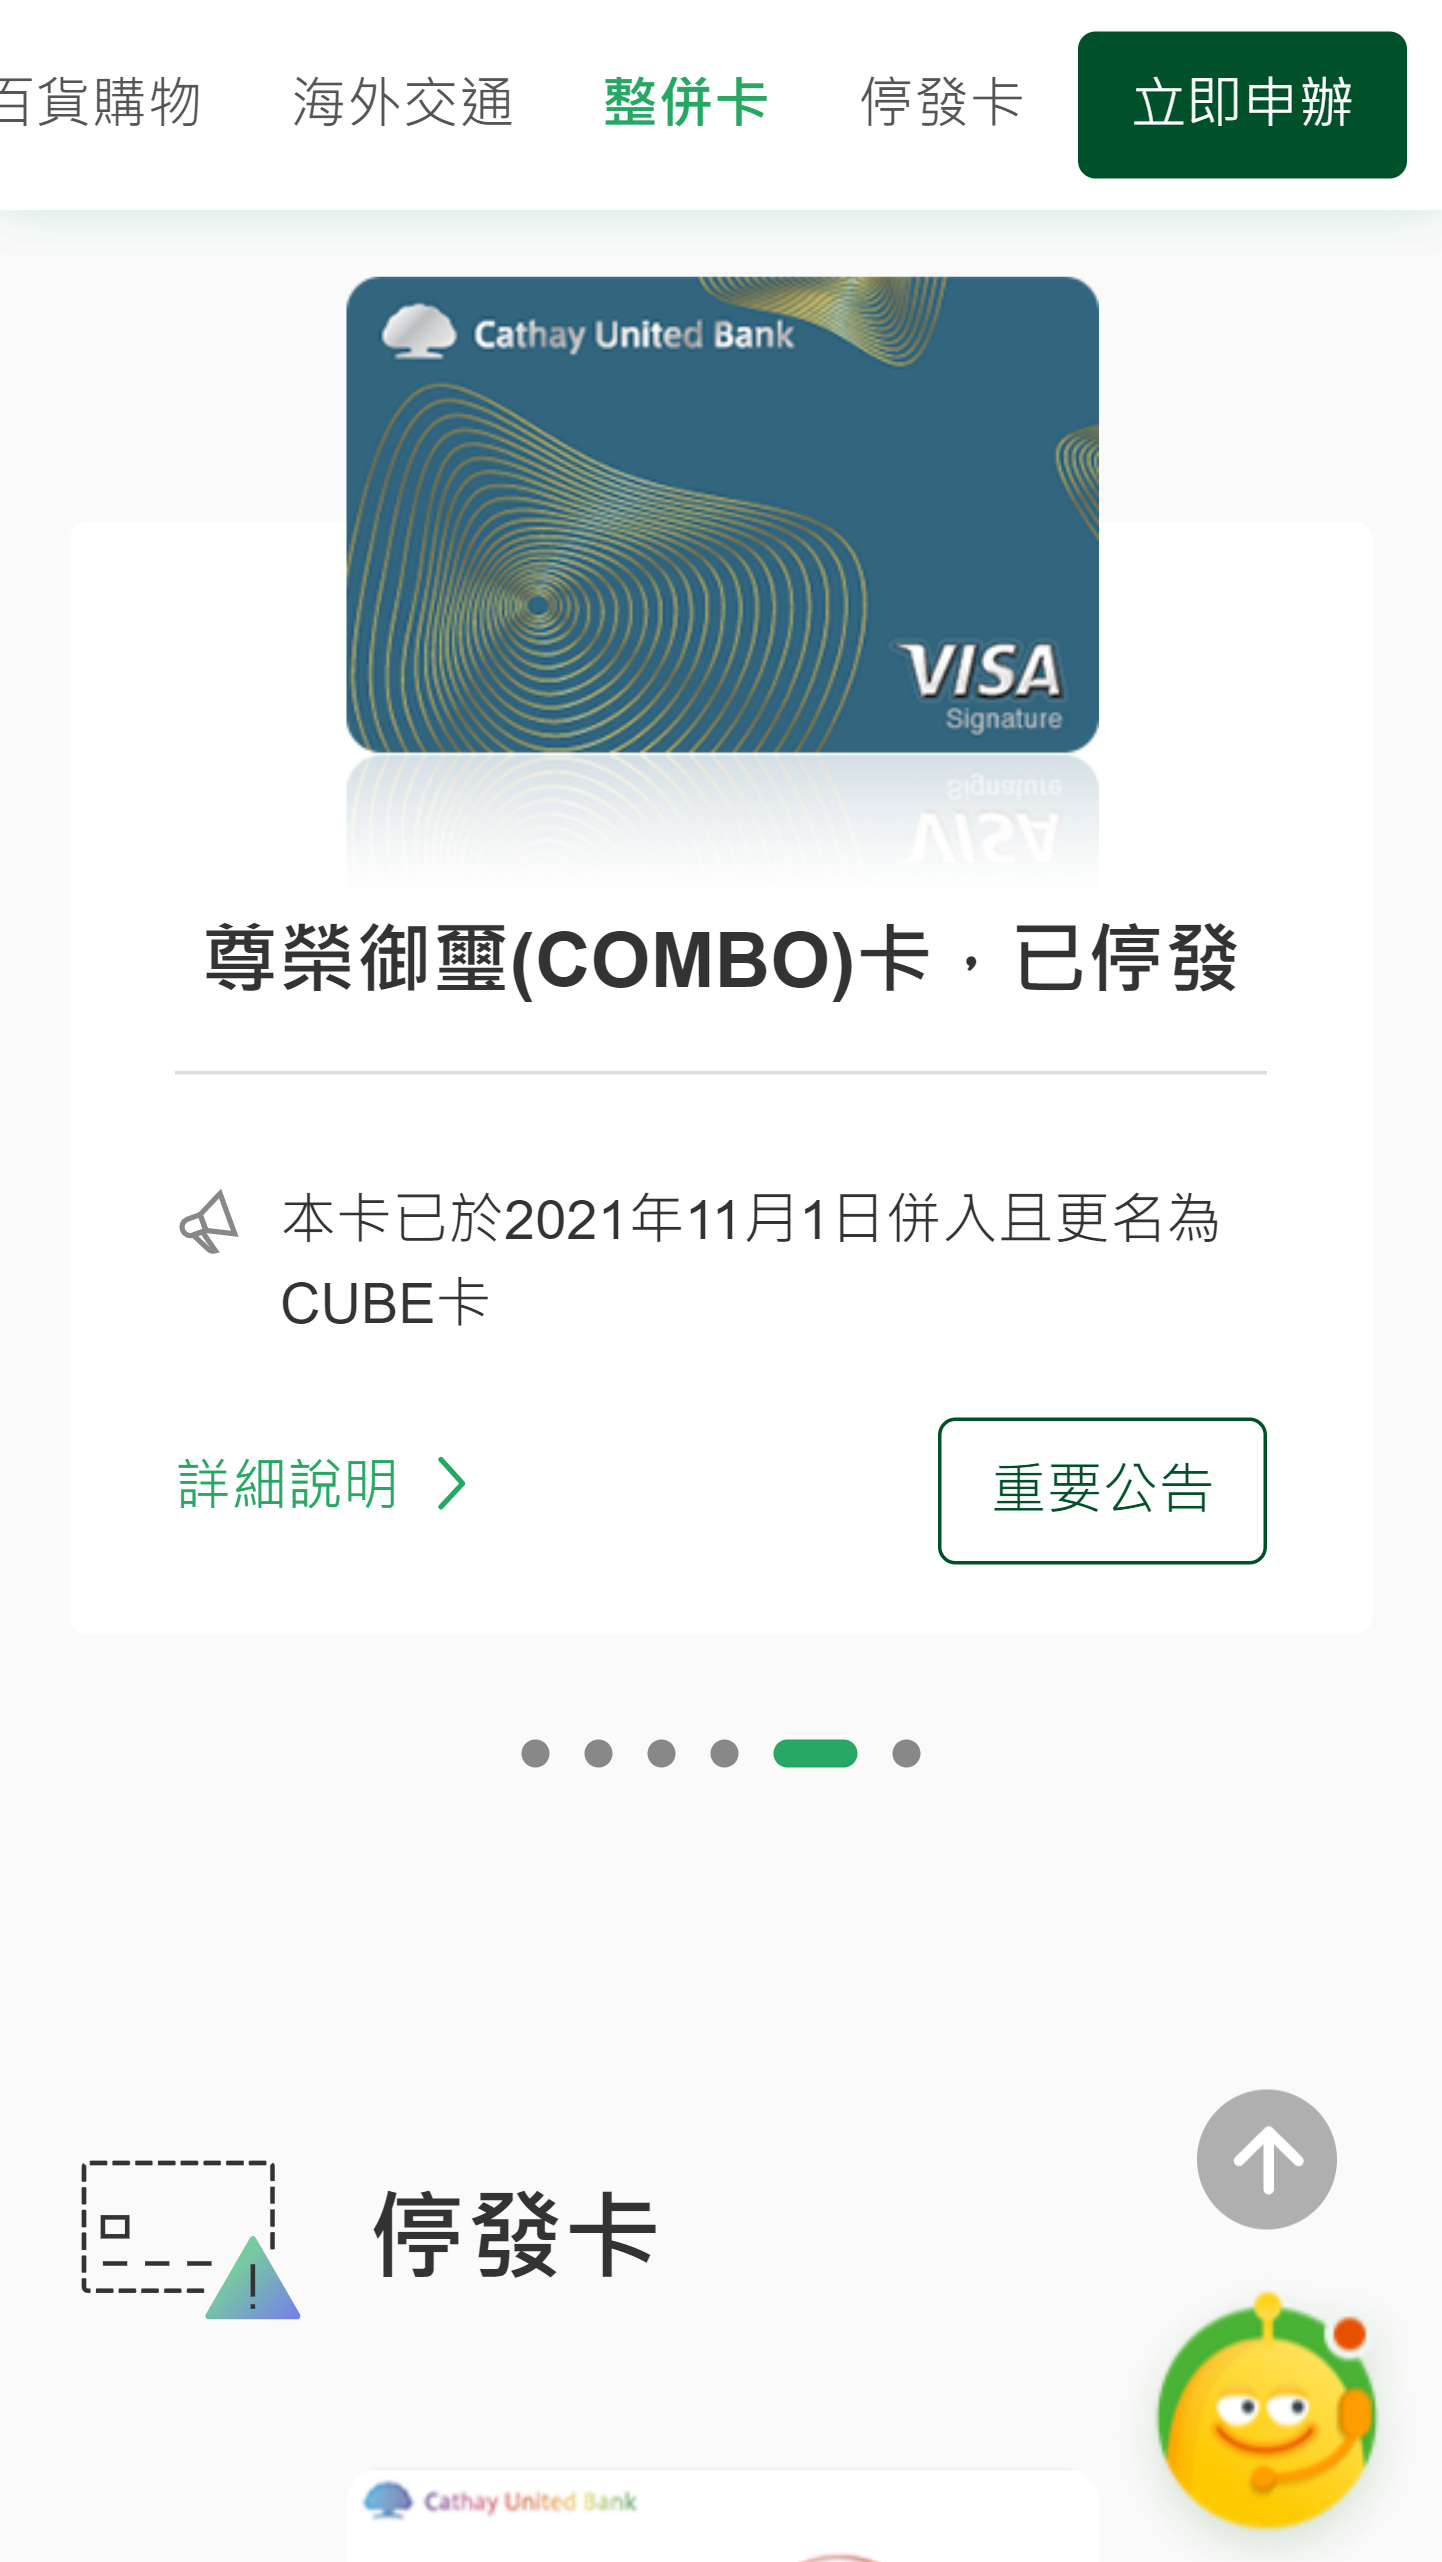 百貨購物 海外交通 整併卡 停發卡 立即申辦
Cathay United Bank
VISA
Signature
尊榮御璽(COMBO)卡，已停發
本卡已於2021年11月1日併入且更名為
CUBE卡
詳細說明
重要公告
停發卡
Cathay United Bank